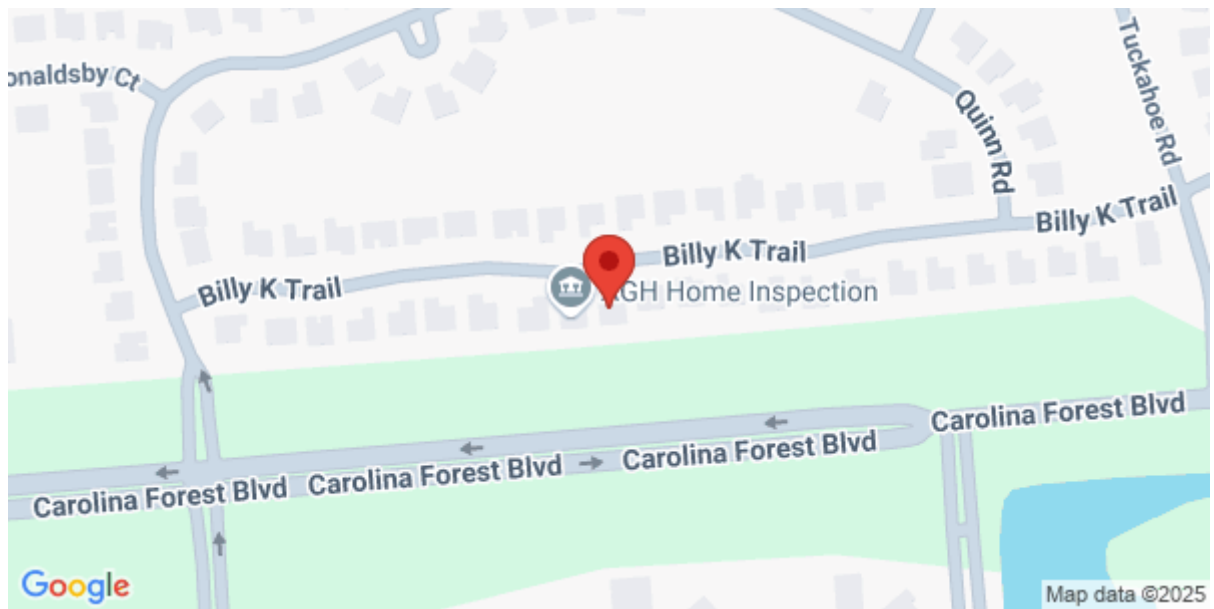 onaldsby Ct
Tuckahoe Rd
Quinn Rd
Billy K Trail
Billy K Trail
Billy K Trail
GH Home Inspection
Carolina Forest Blvd
Carolina Forest Blvd
Carolina Forest Blvd
Carolina Forest Blvd
Google
Map data ©2025